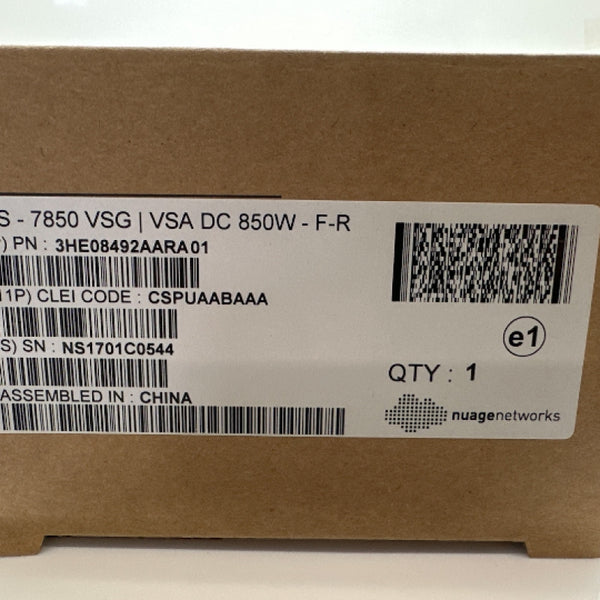 S - 7850 VSG | VSA DC 850W - F-R
) PN : 3HE08492AARA01
11P) CLEI CODE : CSPUAABAAA
S) SN : NS1701C0544
ASSEMBLED IN : CHINA
e1
QTY : 1
nuagenetworks